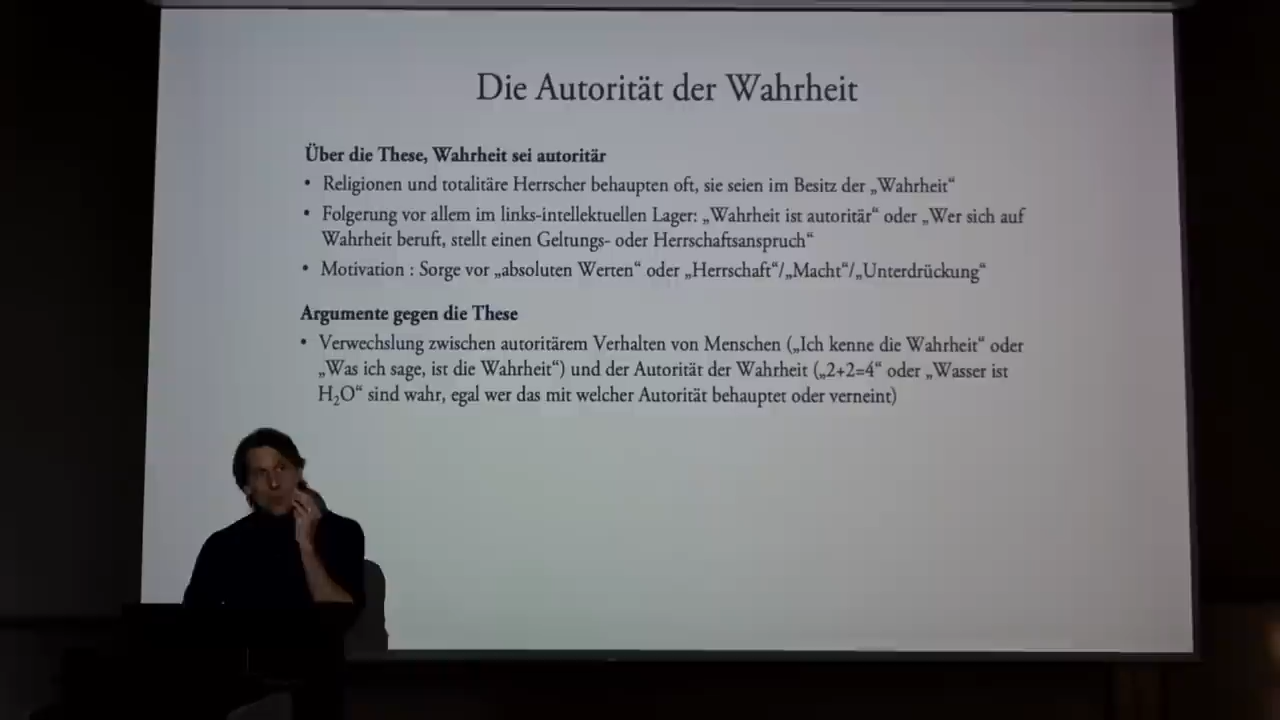 Die Autorität der Wahrheit
Über die These, Wahrheit sei autoritär
• Religionen und totalitäre Herrscher behaupten oft, sie seien im Besitz der „Wahrheit“
• Folgerung vor allem im links-intellektuellen Lager: „Wahrheit ist autoritär“ oder „Wer sich auf
Wahrheit beruft, stellt einen Geltungs- oder Herrschaftsanspruch“
• Motivation : Sorge vor „absoluten Werten“ oder „Herrschaft“/„Macht“/„Unterdrückung“
Argumente gegen die These
• Verwechslung zwischen autoritärem Verhalten von Menschen („Ich kenne die Wahrheit“ oder
„Was ich sage, ist die Wahrheit“) und der Autorität der Wahrheit („2+2=4“ oder „Wasser ist
H₂O“ sind wahr, egal wer das mit welcher Autorität behauptet oder verneint)